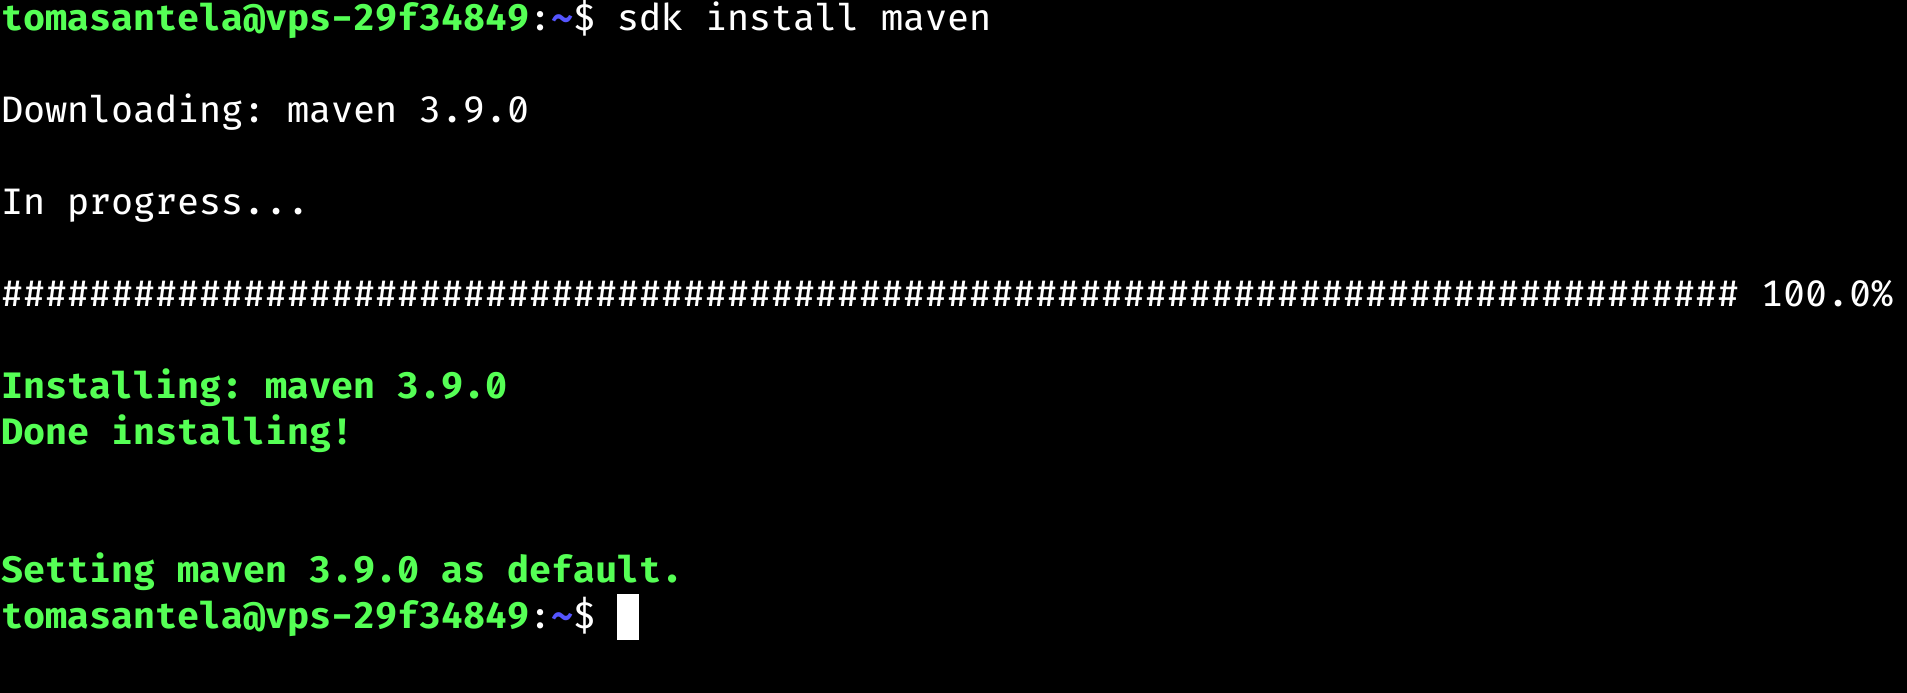 tomasantela@vps-29f34849:~$ sdk install maven
Downloading: maven 3.9.0
In progress...
############################################################################### 100.0%
Installing: maven 3.9.0
Done installing!
Setting maven 3.9.0 as default.
tomasantela@vps-29f34849:~$